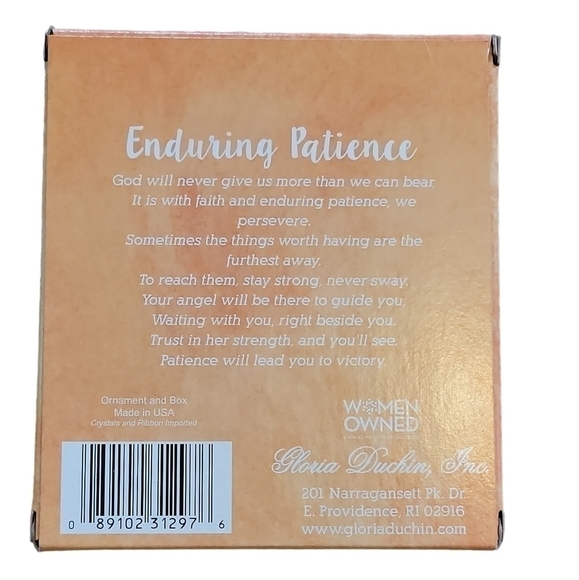 Enduring Patience
God will never give us more than we can bear.
It is with faith and enduring patience, we
persevere.
Sometimes the things worth having are the
furthest away.
To reach them, stay strong, never sway.
Your angel will be there to guide you,
Waiting with you, right beside you.
Trust in her strength, and you'll see.
Patience will lead you to victory.
Ornament and Box
Made in USA
Crystals and Ribbon Imported
WOMEN
OWNED
Gloria Duchin, Inc.
201 Narragansett Pk. Dr.
E. Providence, RI 02916
www.gloriaduchin.com
0 89102 31297 6